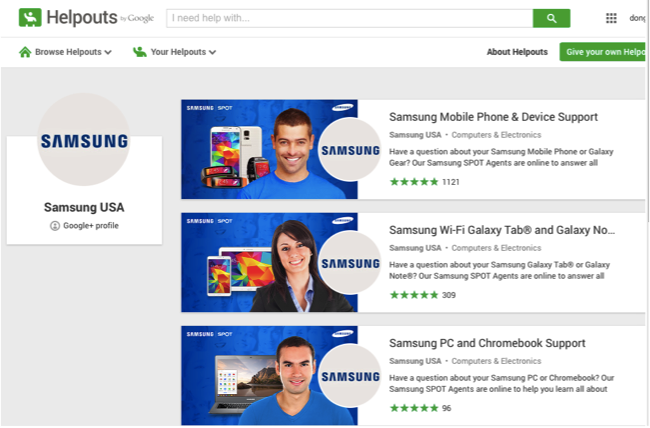 Helpouts by Google
I need help with...
dong
Browse Helpouts
Your Helpouts
About Helpouts
Give your own Helpo
SAMSUNG
Samsung USA
Google+ profile
SAMSUNG SPOT
SAMSUNG
SAMSUNG
Samsung Mobile Phone & Device Support
Samsung USA • Computers & Electronics
Have a question about your Samsung Mobile Phone or Galaxy
Gear? Our Samsung SPOT Agents are online to answer all
1121
SAMSUNG SPOT
SAMSUNG
SAMSUNG
Samsung Wi-Fi Galaxy Tab® and Galaxy No...
Samsung USA • Computers & Electronics
Have a question about your Samsung Galaxy Tab® or Galaxy
Note®? Our Samsung SPOT Agents are online to answer all
309
SAMSUNG SPOT
SAMSUNG
SAMSUNG
Samsung PC and Chromebook Support
Samsung USA • Computers & Electronics
Have a question about your Samsung PC or Chromebook? Our
Samsung SPOT Agents are online to help you learn all about
96